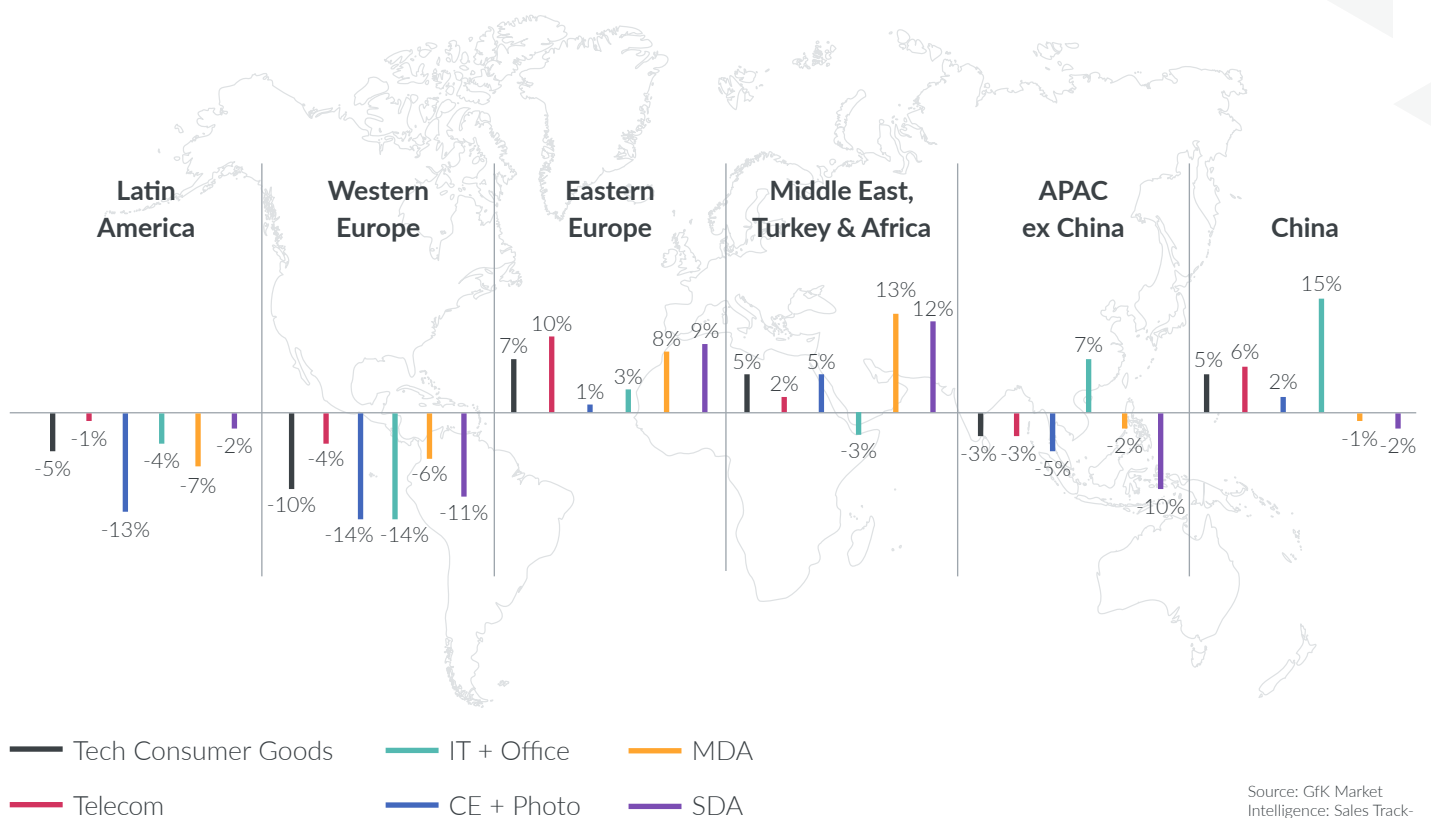 Latin
America
Western
Europe
Eastern
Europe
Middle East,
Turkey & Africa
APAC
ex China
China
-5%
-1%
-13%
-4%
-7%
-2%
-10%
-4%
-14%
-14%
-6%
-11%
7%
10%
1%
3%
8%
9%
5%
2%
5%
-3%
13%
12%
-3%
-3%
-5%
7%
-2%
-10%
5%
6%
2%
15%
-1%
-2%
Tech Consumer Goods
IT + Office
MDA
Telecom
CE + Photo
SDA
Source: GfK Market
Intelligence: Sales Track-